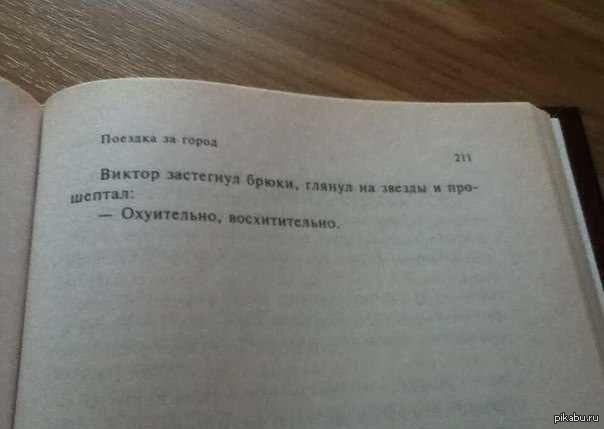 Поездка за город
211
Виктор застегнул брюки, глянул на звезды и про-
шептал:
— Охуительно, восхитительно.
pikabu.ru